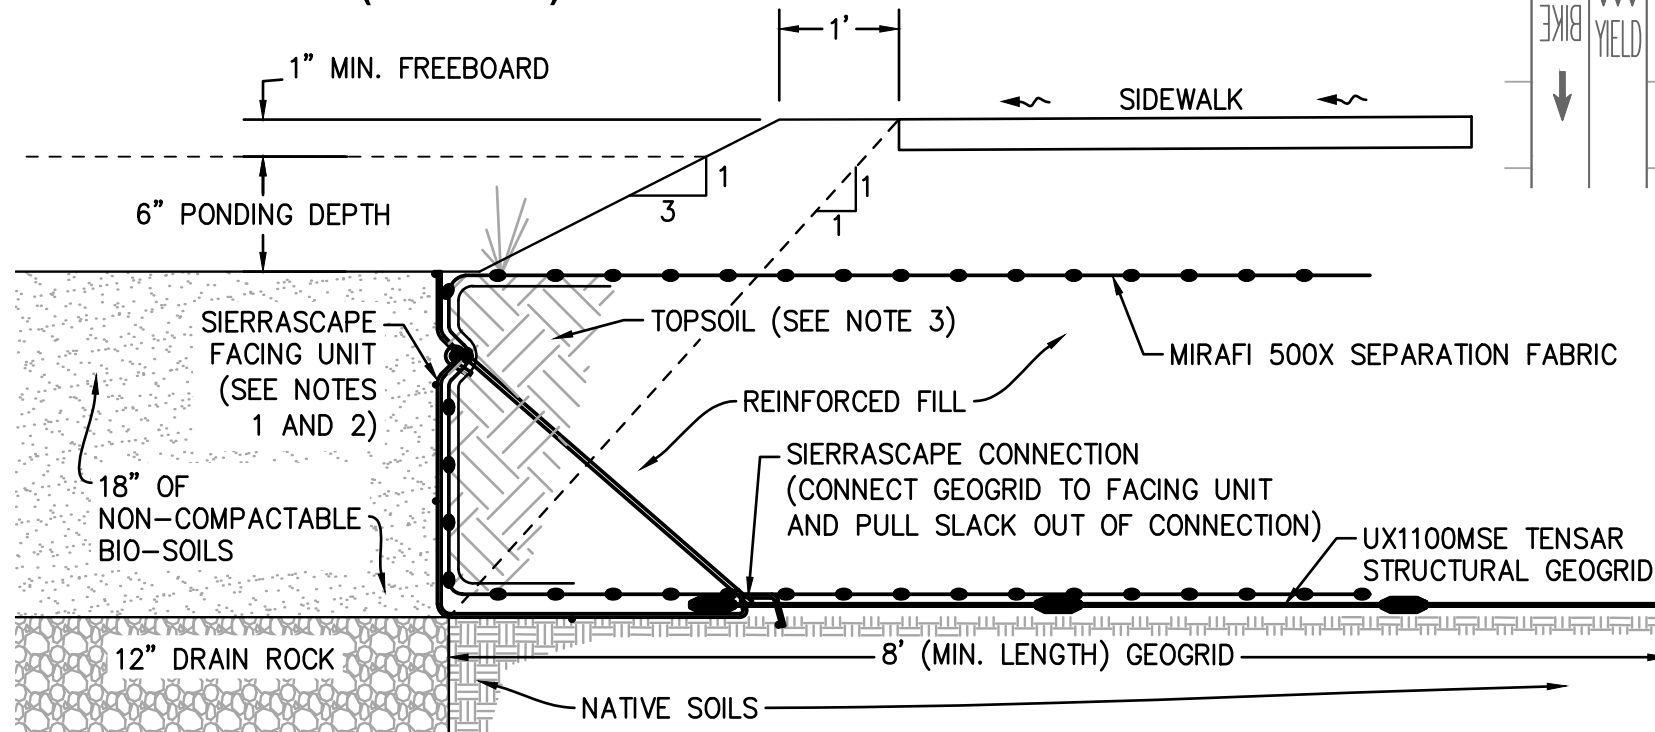 1'
BIKE
YIELD
1" MIN. FREEBOARD
SIDEWALK
1
3
1
1
6" PONDING DEPTH
SIERRASCAPE
FACING UNIT
(SEE NOTES
1 AND 2)
TOPSOIL (SEE NOTE 3)
MIRAFI 500X SEPARATION FABRIC
REINFORCED FILL
18" OF
NON-COMPACTABLE
BIO-SOILS
SIERRASCAPE CONNECTION
(CONNECT GEOGRID TO FACING UNIT
AND PULL SLACK OUT OF CONNECTION)
UX1100MSE TENSAR
STRUCTURAL GEOGRID
12" DRAIN ROCK
8' (MIN. LENGTH) GEOGRID
NATIVE SOILS